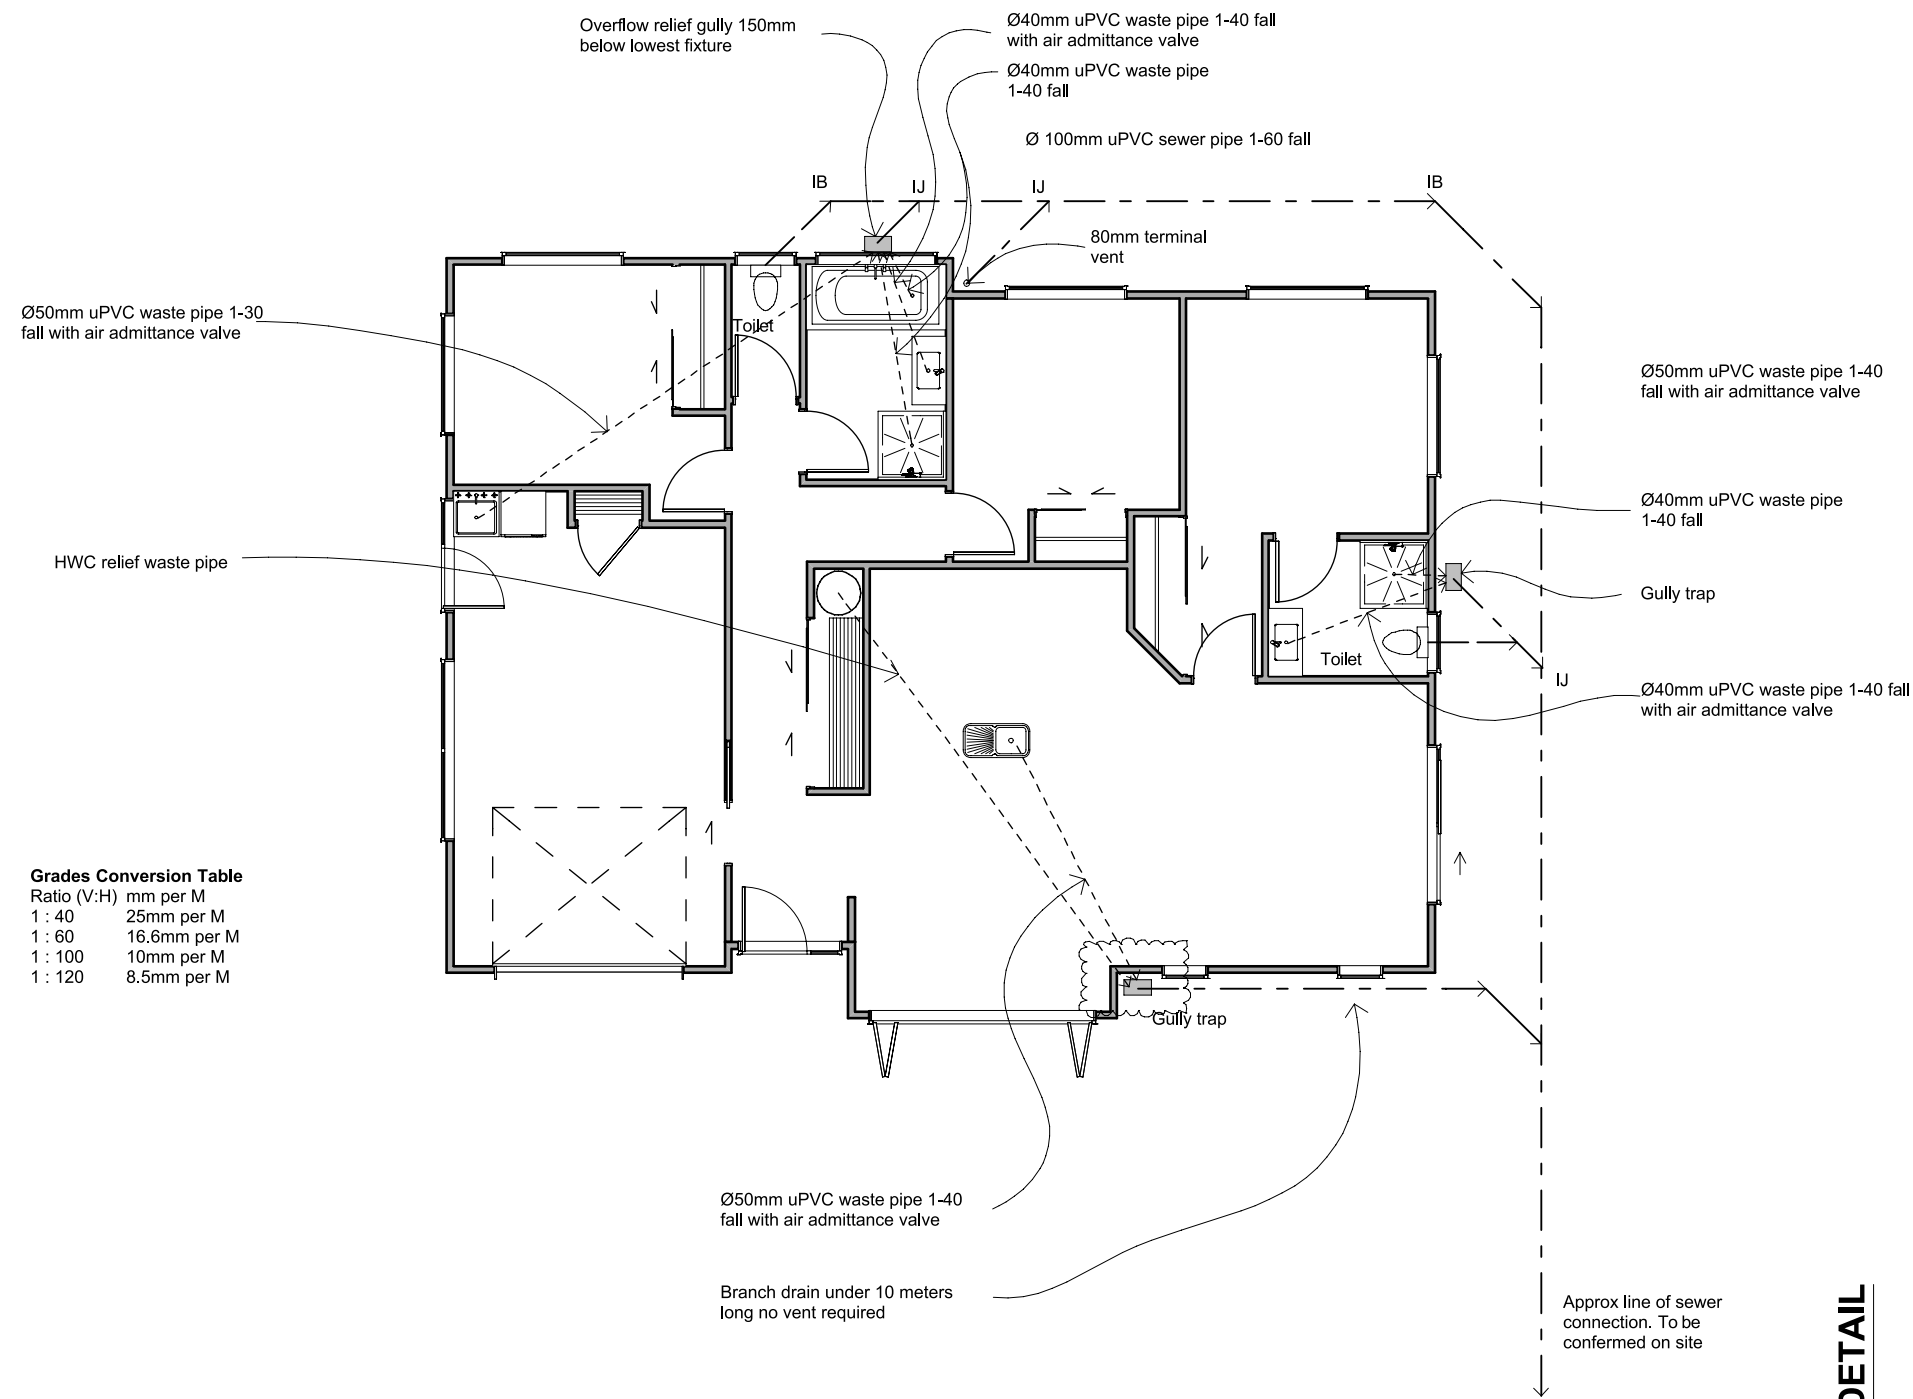 Overflow relief gully 150mm
below lowest fixture
Ø40mm uPVC waste pipe 1-40 fall
with air admittance valve
Ø40mm uPVC waste pipe
1-40 fall
Ø 100mm uPVC sewer pipe 1-60 fall
IB
IJ
IJ
IB
80mm terminal
vent
Ø50mm uPVC waste pipe 1-30
fall with air admittance valve
Toilet
Ø50mm uPVC waste pipe 1-40
fall with air admittance valve
Ø40mm uPVC waste pipe
1-40 fall
HWC relief waste pipe
Gully trap
Toilet
IJ
Ø40mm uPVC waste pipe 1-40 fall
with air admittance valve
Grades Conversion Table
Ratio (V:H) mm per M
1 : 40 25mm per M
1 : 60 16.6mm per M
1 : 100 10mm per M
1 : 120 8.5mm per M
Gully trap
Ø50mm uPVC waste pipe 1-40
fall with air admittance valve
Branch drain under 10 meters
long no vent required
Approx line of sewer
connection. To be
confermed on site
DETAIL